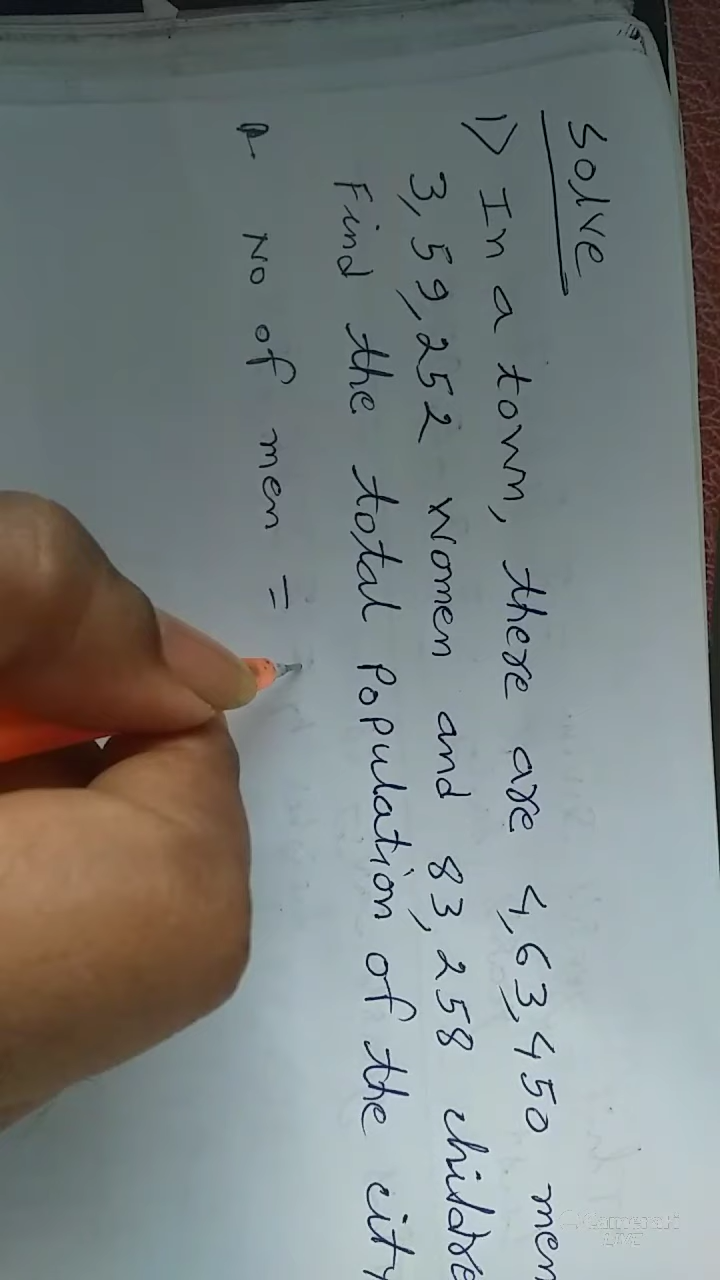 Solve
1) In a town, there are 4,63,450 men
3,59,252 women and 83,258 childre
Find the total population of the city
A. No of men =
LIVE